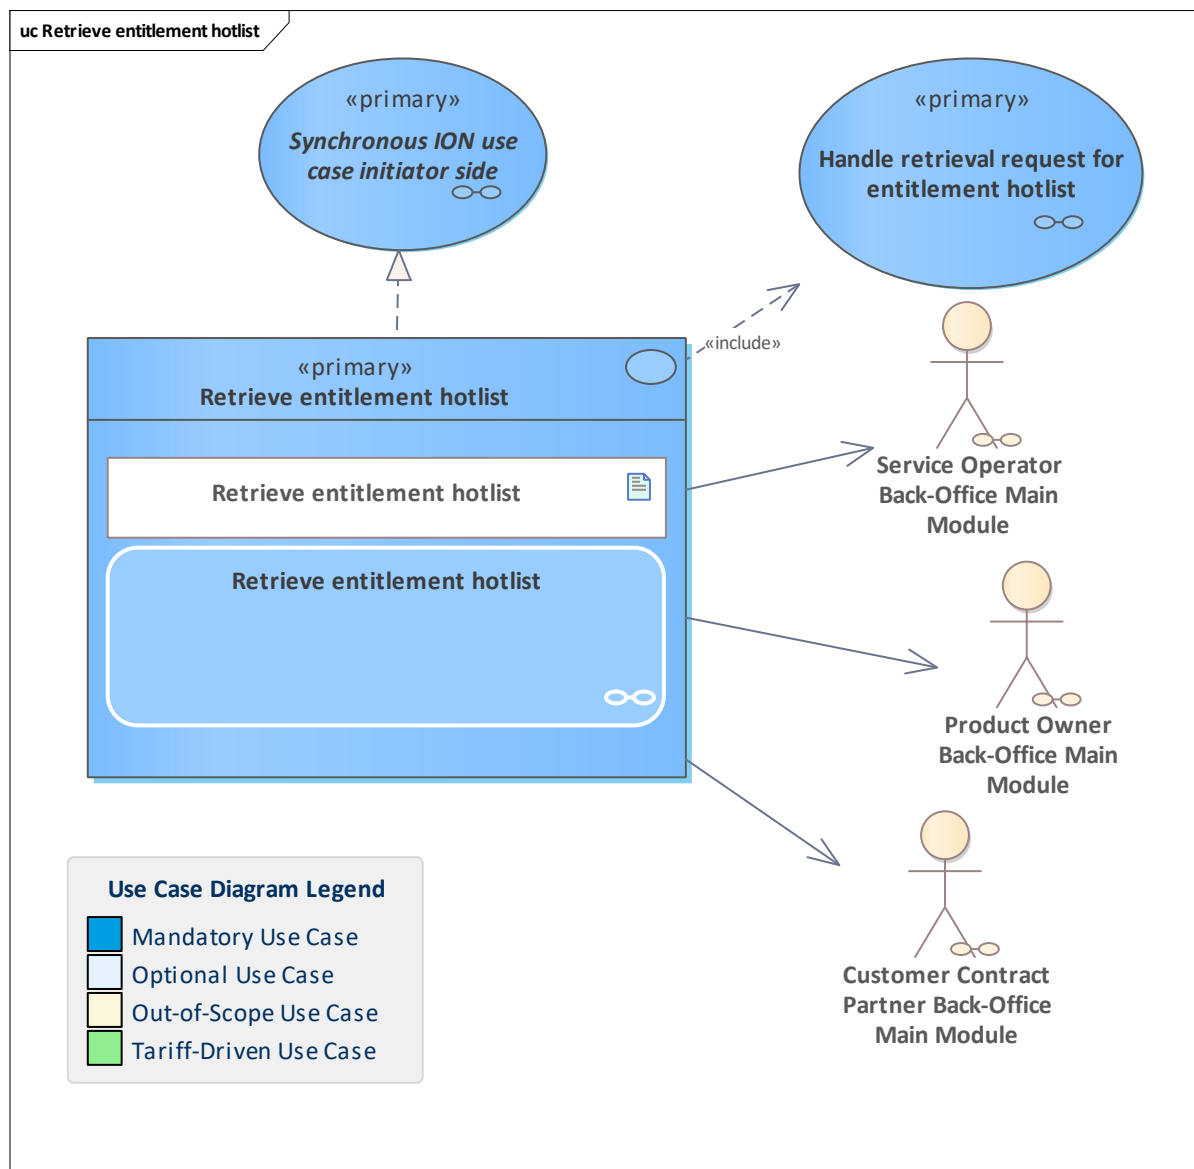 uc Retrieve entitlement hotlist
«primary»
Synchronous ION use
case initiator side
«primary»
Handle retrieval request for
entitlement hotlist
«include»
«primary»
Retrieve entitlement hotlist
Retrieve entitlement hotlist
Retrieve entitlement hotlist
Service Operator
Back-Office Main
Module
Product Owner
Back-Office Main
Module
Customer Contract
Partner Back-Office
Main Module
Use Case Diagram Legend
Mandatory Use Case
Optional Use Case
Out-of-Scope Use Case
Tariff-Driven Use Case